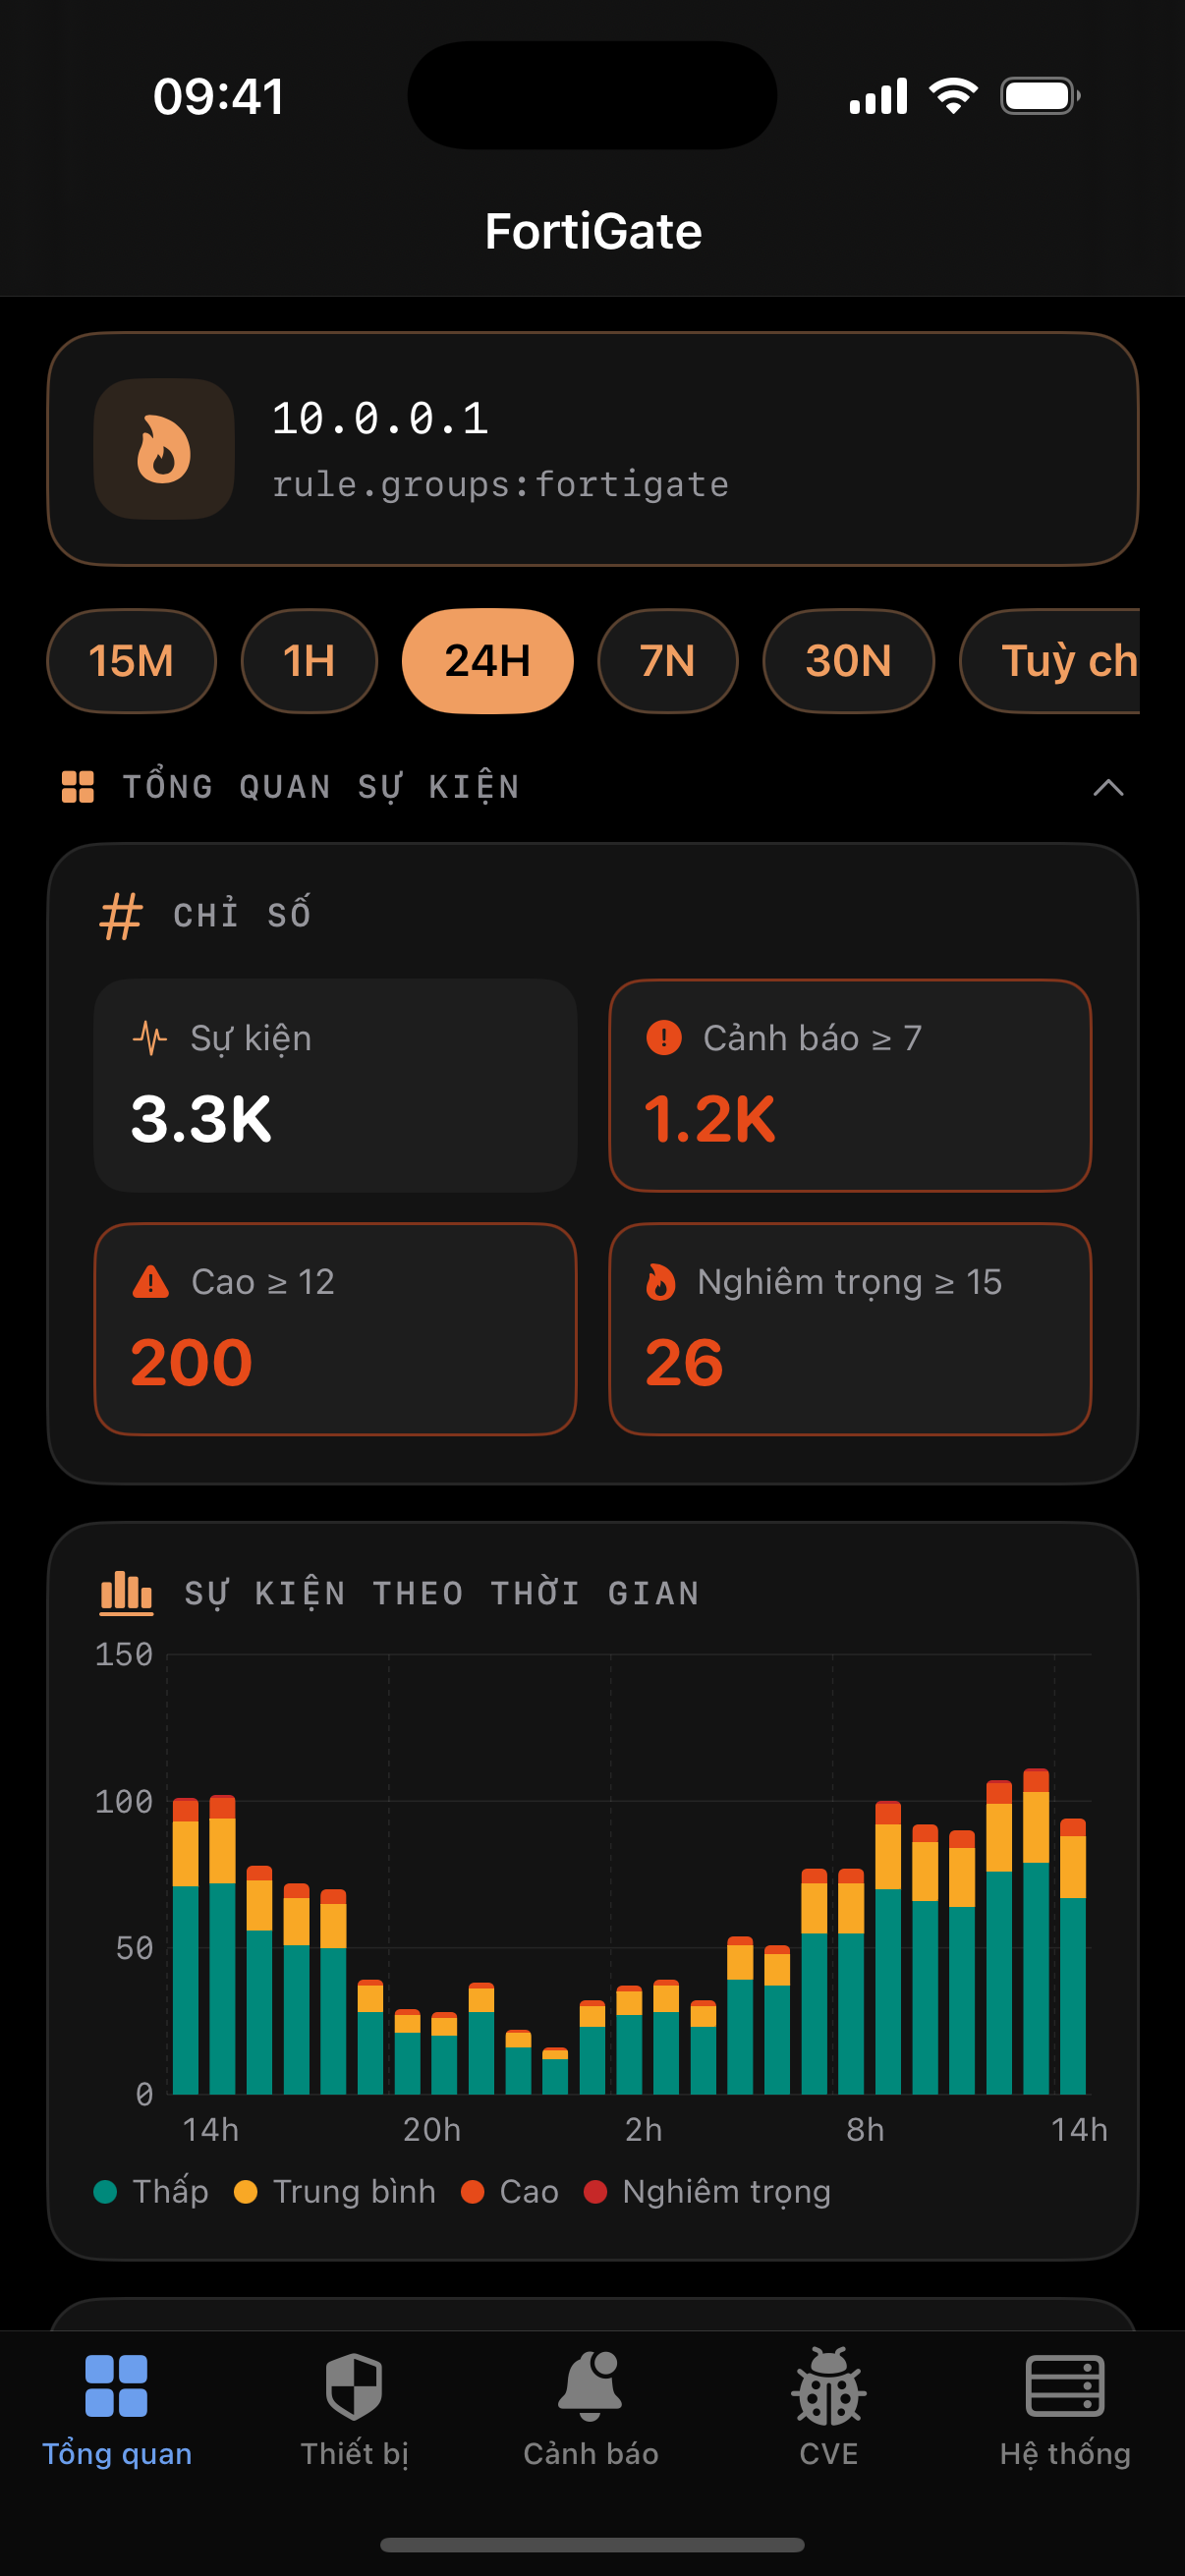 09:41
FortiGate
10.0.0.1
rule.groups:fortigate
15M 1H 24H 7N 30N Tuỳ ch
TỔNG QUAN SỰ KIỆN
CHỈ SỐ
Sự kiện
3.3K
Cảnh báo ≥ 7
1.2K
Cao ≥ 12
200
Nghiêm trọng ≥ 15
26
SỰ KIỆN THEO THỜI GIAN
150
100
50
0
14h 20h 2h 8h 14h
Thấp Trung bình Cao Nghiêm trọng
Tổng quan Thiết bị Cảnh báo CVE Hệ thống